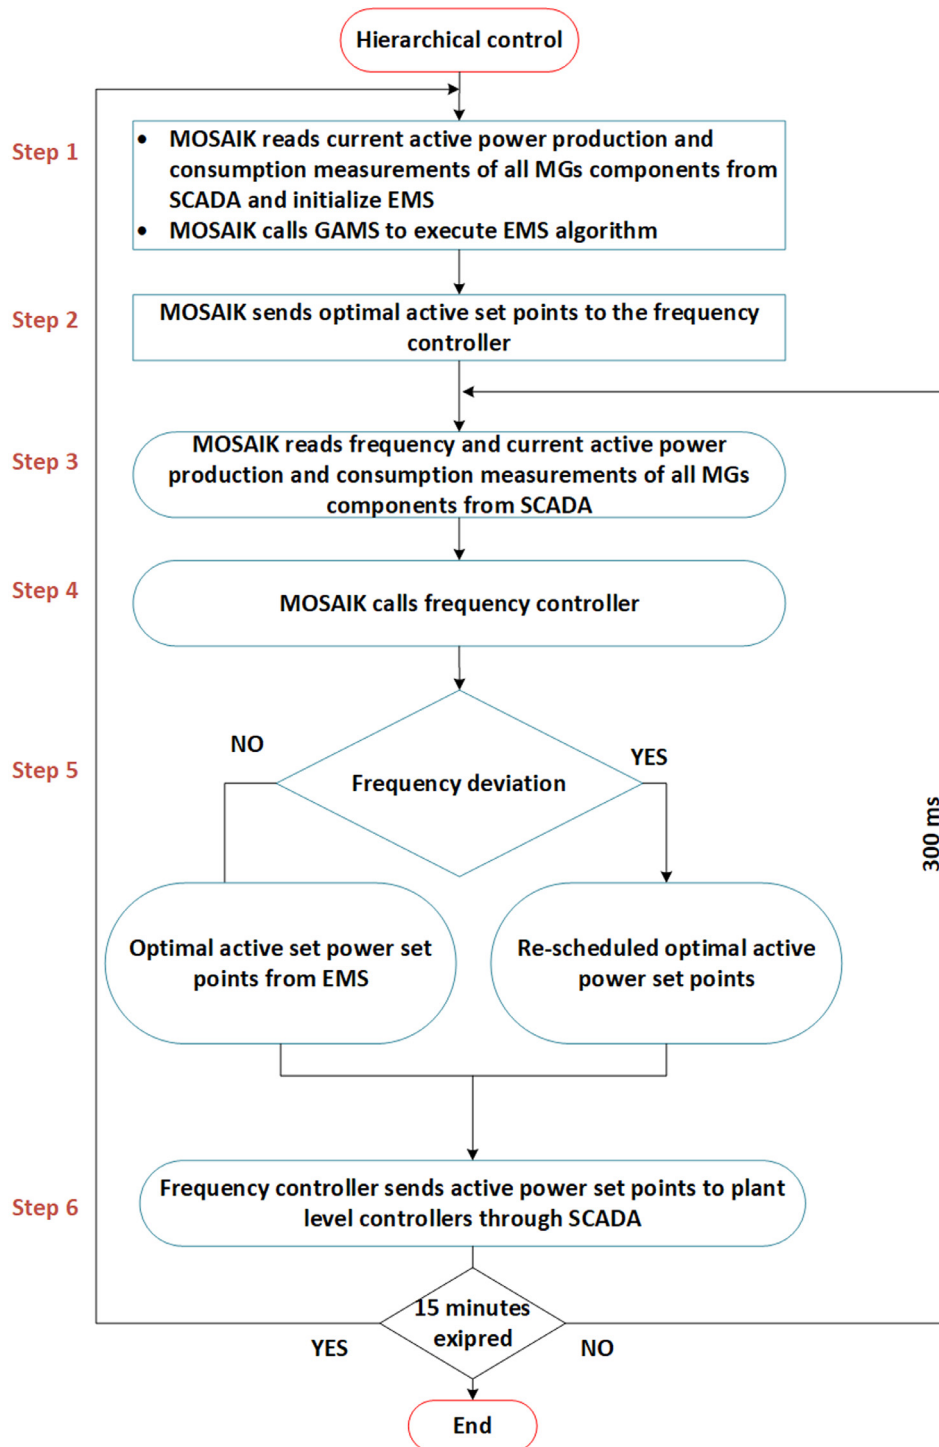 Hierarchical control
Step 1
• MOSAIK reads current active power production and
consumption measurements of all MGs components from
SCADA and initialize EMS
• MOSAIK calls GAMS to execute EMS algorithm
Step 2
MOSAIK sends optimal active set points to the frequency
controller
Step 3
MOSAIK reads frequency and current active power
production and consumption measurements of all MGs
components from SCADA
Step 4
MOSAIK calls frequency controller
NO
YES
Step 5
Frequency deviation
300 ms
Optimal active set power set
points from EMS
Re-scheduled optimal active
power set points
Step 6
Frequency controller sends active power set points to plant
level controllers through SCADA
15 minutes
exipred
YES
NO
End